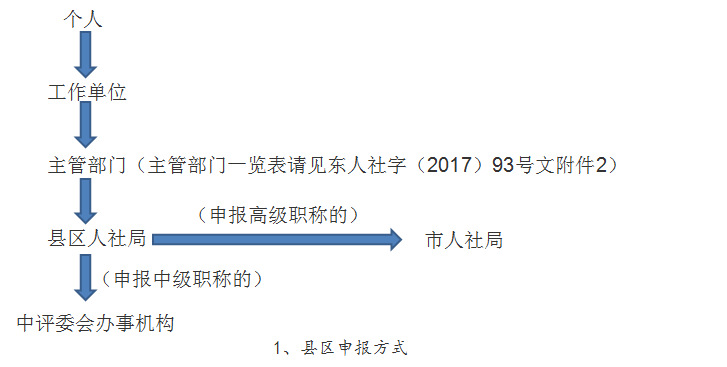 个人
工作单位
主管部门（主管部门一览表请见东人社字（2017）93号文附件2）
（申报高级职称的）
县区人社局
市人社局
（申报中级职称的）
中评委会办事机构
1、县区申报方式